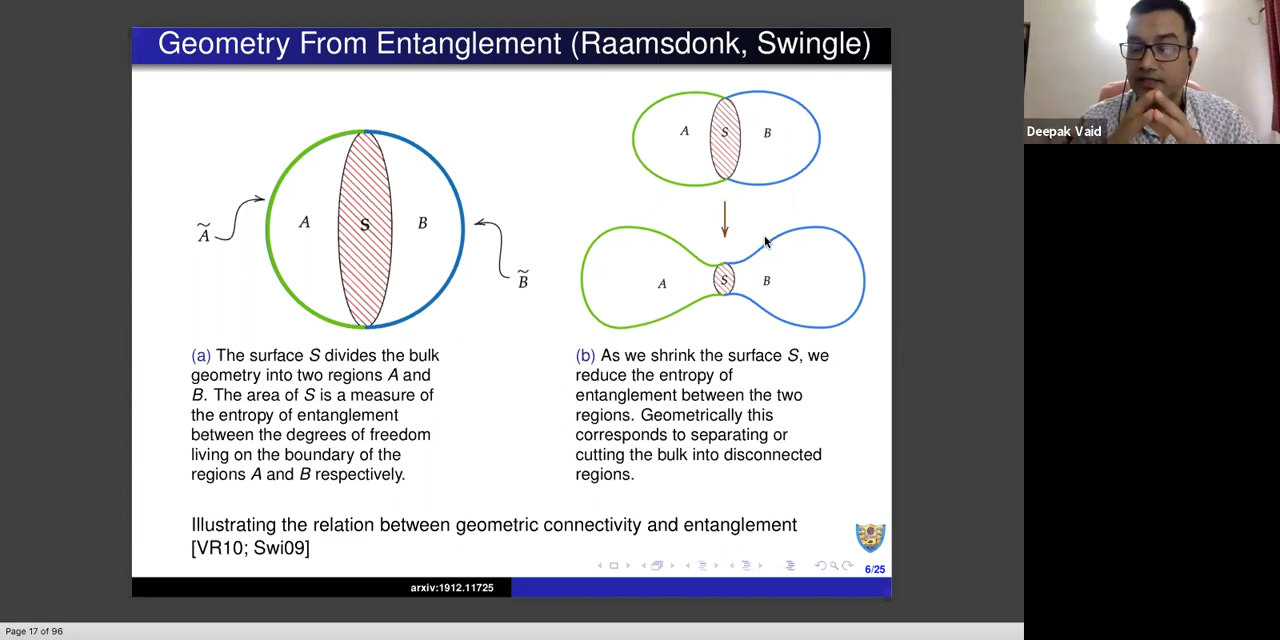 Geometry From Entanglement (Raamsdonk, Swingle)
Deepak Vaid
Ã
A
S
B
B̃
A
S
B
A
S
B
(a) The surface S divides the bulk
geometry into two regions A and
B. The area of S is a measure of
the entropy of entanglement
between the degrees of freedom
living on the boundary of the
regions A and B respectively.
(b) As we shrink the surface S, we
reduce the entropy of
entanglement between the two
regions. Geometrically this
corresponds to separating or
cutting the bulk into disconnected
regions.
Illustrating the relation between geometric connectivity and entanglement
[VR10; Swi09]
6/25
arxiv:1912.11725
Page 17 of 96